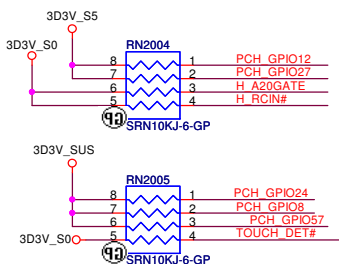 3D3V_S5
3D3V_S0
RN2004
8 1 PCH_GPIO12
7 2 PCH_GPIO27
6 3 H_A20GATE
5 4 H_RCIN#
SRN10KJ-6-GP
3D3V_SUS
RN2005
8 1 PCH_GPIO24
7 2 PCH_GPIO8
6 3 PCH_GPIO57
3D3V_S0 5 4 TOUCH_DET#
SRN10KJ-6-GP